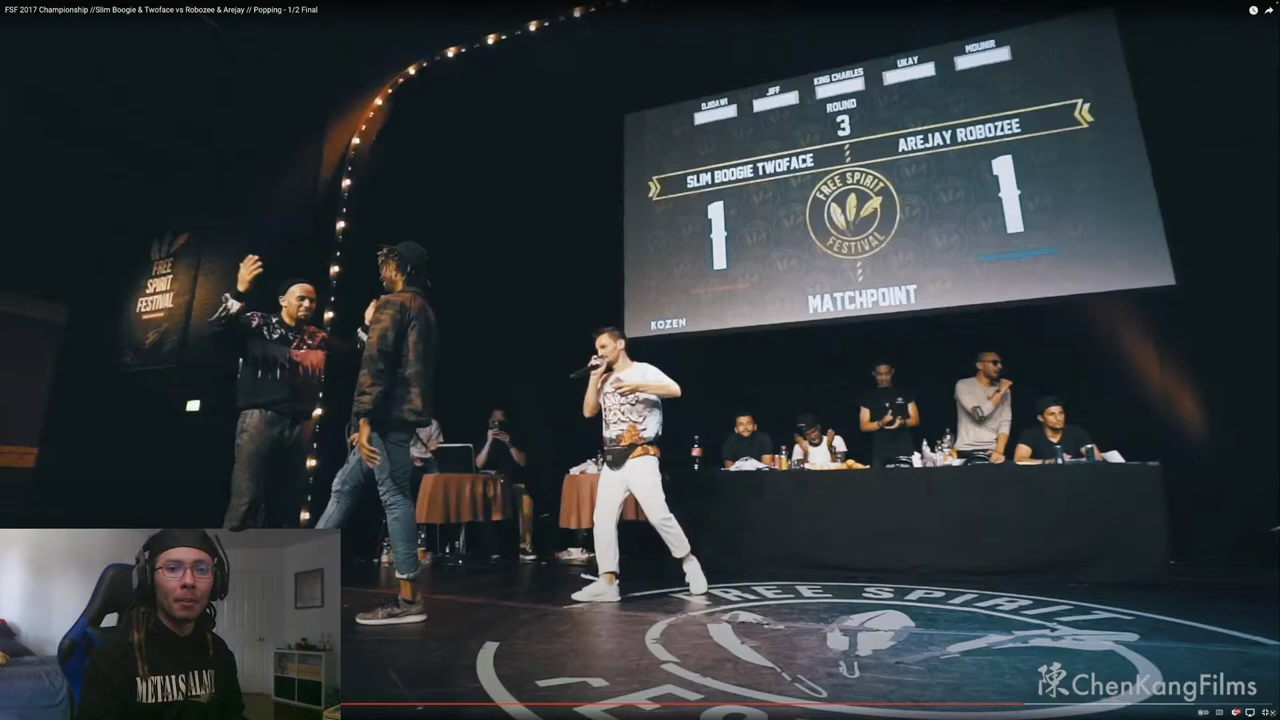 FSF 2017 Championship //Slim Boogie & Twoface vs Robozee & Arejay // Popping - 1/2 Final
DJIDAWI
JIFF
KING CHARLES
UKAY
MOUNIR
ROUND
3
SLIM BOOGIE TWOFACE
AREJAY ROBOZEE
1
FREE SPIRIT
FESTIVAL
1
MATCHPOINT
KOZEN
FREE
SPIRIT
FESTIVAL
FREE SPIRIT
METALSALAD
陳ChenKangFilms